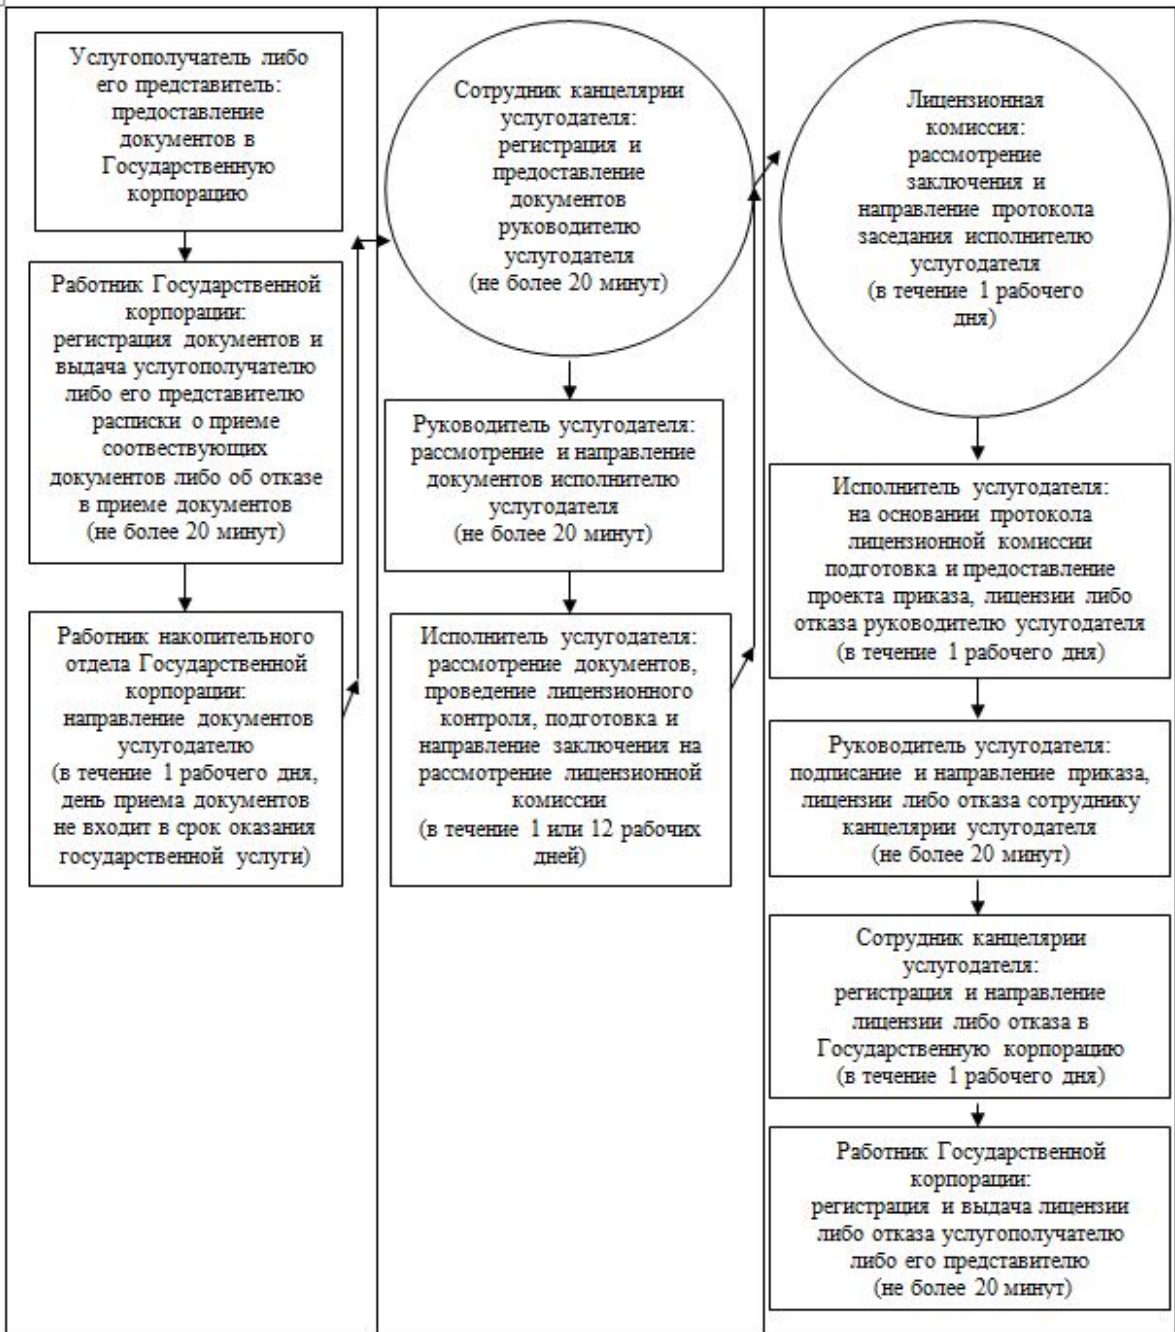 Услугополучатель либо
его представитель:
предоставление
документов в
Государственную
корпорацию
Работник Государственной
корпорации:
регистрация документов и
выдача услугополучателю
либо его представителю
расписки о приеме
соотвествующих
документов либо об отказе
в приеме документов
(не более 20 минут)
Работник накопительного
отдела Государственной
корпорации:
направление документов
услугодателю
(в течение 1 рабочего дня,
день приема документов
не входит в срок оказания
государственной услуги)
Сотрудник канцелярии
услугодателя:
регистрация и
предоставление
документов
руководителю
услугодателя
(не более 20 минут)
Руководитель услугодателя:
рассмотрение и направление
документов исполнителю
услугодателя
(не более 20 минут)
Исполнитель услугодателя:
рассмотрение документов,
проведение лицензионного
контроля, подготовка и
направление заключения на
рассмотрение лицензионной
комиссии
(в течение 1 или 12 рабочих
дней)
Лицензионная
комиссия:
рассмотрение
заключения и
направление протокола
заседания исполнителю
услугодателя
(в течение 1 рабочего
дня)
Исполнитель услугодателя:
на основании протокола
лицензионной комиссии
подготовка и предоставление
проекта приказа, лицензии либо
отказа руководителю услугодателя
(в течение 1 рабочего дня)
Руководитель услугодателя:
подписание и направление приказа,
лицензии либо отказа сотруднику
канцелярии услугодателя
(не более 20 минут)
Сотрудник канцелярии
услугодателя:
регистрация и направление
лицензии либо отказа в
Государственную корпорацию
(в течение 1 рабочего дня)
Работник Государственной
корпорации:
регистрация и выдача лицензии
либо отказа услугополучателю
либо его представителю
(не более 20 минут)